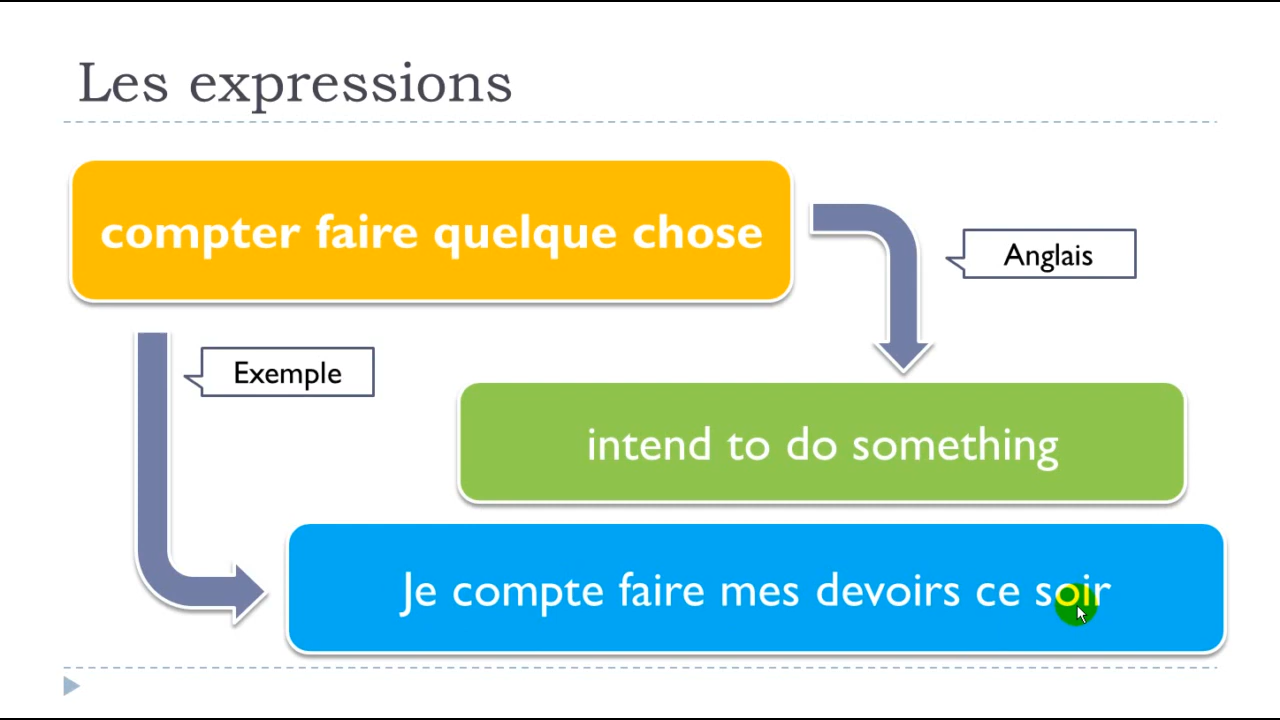 Les expressions
compter faire quelque chose
Anglais
Exemple
intend to do something
Je compte faire mes devoirs ce soir